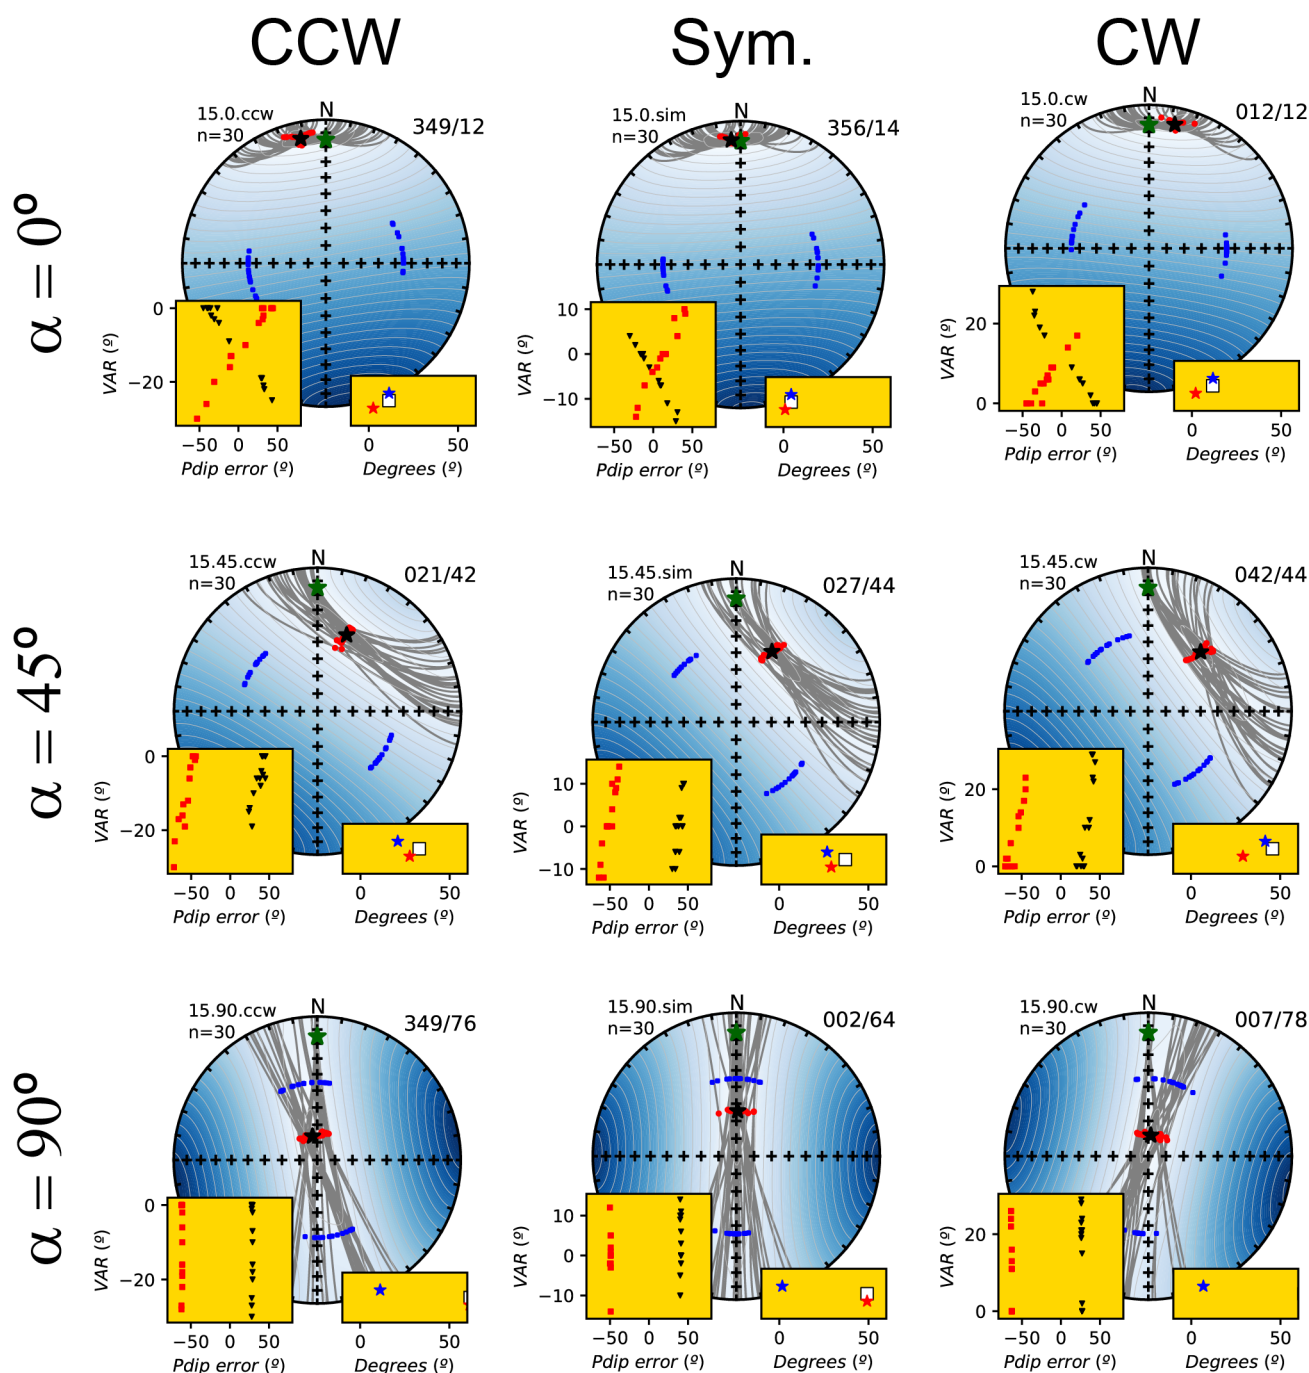 CCW Sym. CW
α = 0º
15.0.ccw
n=30
N
349/12
0
−20
VAR (º)
−50 0 50
Pdip error (º)
0 50
Degrees (º)
15.0.sim
n=30
N
356/14
10
0
−10
VAR (º)
−50 0 50
Pdip error (º)
0 50
Degrees (º)
15.0.cw
n=30
N
012/12
20
0
VAR (º)
−50 0 50
Pdip error (º)
0 50
Degrees (º)
α = 45º
15.45.ccw
n=30
N
021/42
0
−20
VAR (º)
−50 0 50
Pdip error (º)
0 50
Degrees (º)
15.45.sim
n=30
N
027/44
10
0
−10
VAR (º)
−50 0 50
Pdip error (º)
0 50
Degrees (º)
15.45.cw
n=30
N
042/44
20
0
VAR (º)
−50 0 50
Pdip error (º)
0 50
Degrees (º)
α = 90º
15.90.ccw
n=30
N
349/76
0
−20
VAR (º)
−50 0 50
Pdip error (º)
0 50
Degrees (º)
15.90.sim
n=30
N
002/64
10
0
−10
VAR (º)
−50 0 50
Pdip error (º)
0 50
Degrees (º)
15.90.cw
n=30
N
007/78
20
0
VAR (º)
−50 0 50
Pdip error (º)
0 50
Degrees (º)